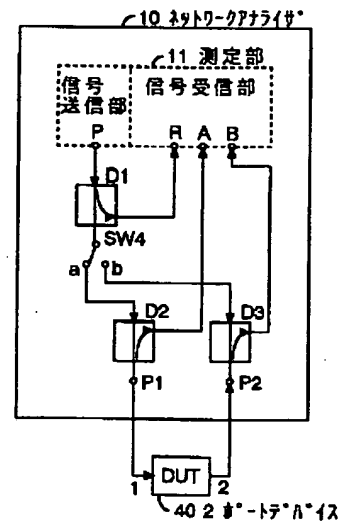 10 ネットワークアナライザ
11 測定部
信号
送信部
信号受信部
P
R A B
D1
SW4
a b
D2
D3
P1
P2
DUT
1
2
40 2 ポートデバイス